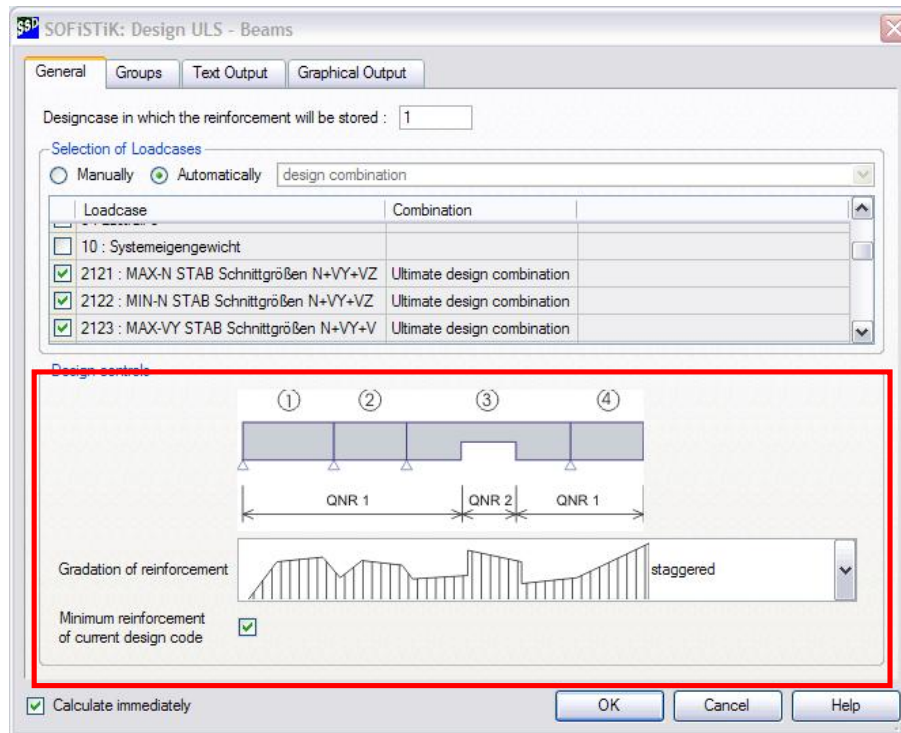 SOFiSTiK: Design ULS - Beams
General Groups Text Output Graphical Output
Designcase in which the reinforcement will be stored : 1
Selection of Loadcases
Manually Automatically design combination
Loadcase Combination
10 : Systemeigengewicht
2121 : MAX-N STAB Schnittgrößen N+VY+VZ Ultimate design combination
2122 : MIN-N STAB Schnittgrößen N+VY+VZ Ultimate design combination
2123 : MAX-VY STAB Schnittgrößen N+VY+V Ultimate design combination
Design controls
① ② ③ ④
QNR 1 QNR 2 QNR 1
Gradation of reinforcement staggered
Minimum reinforcement
of current design code
Calculate immediately OK Cancel Help